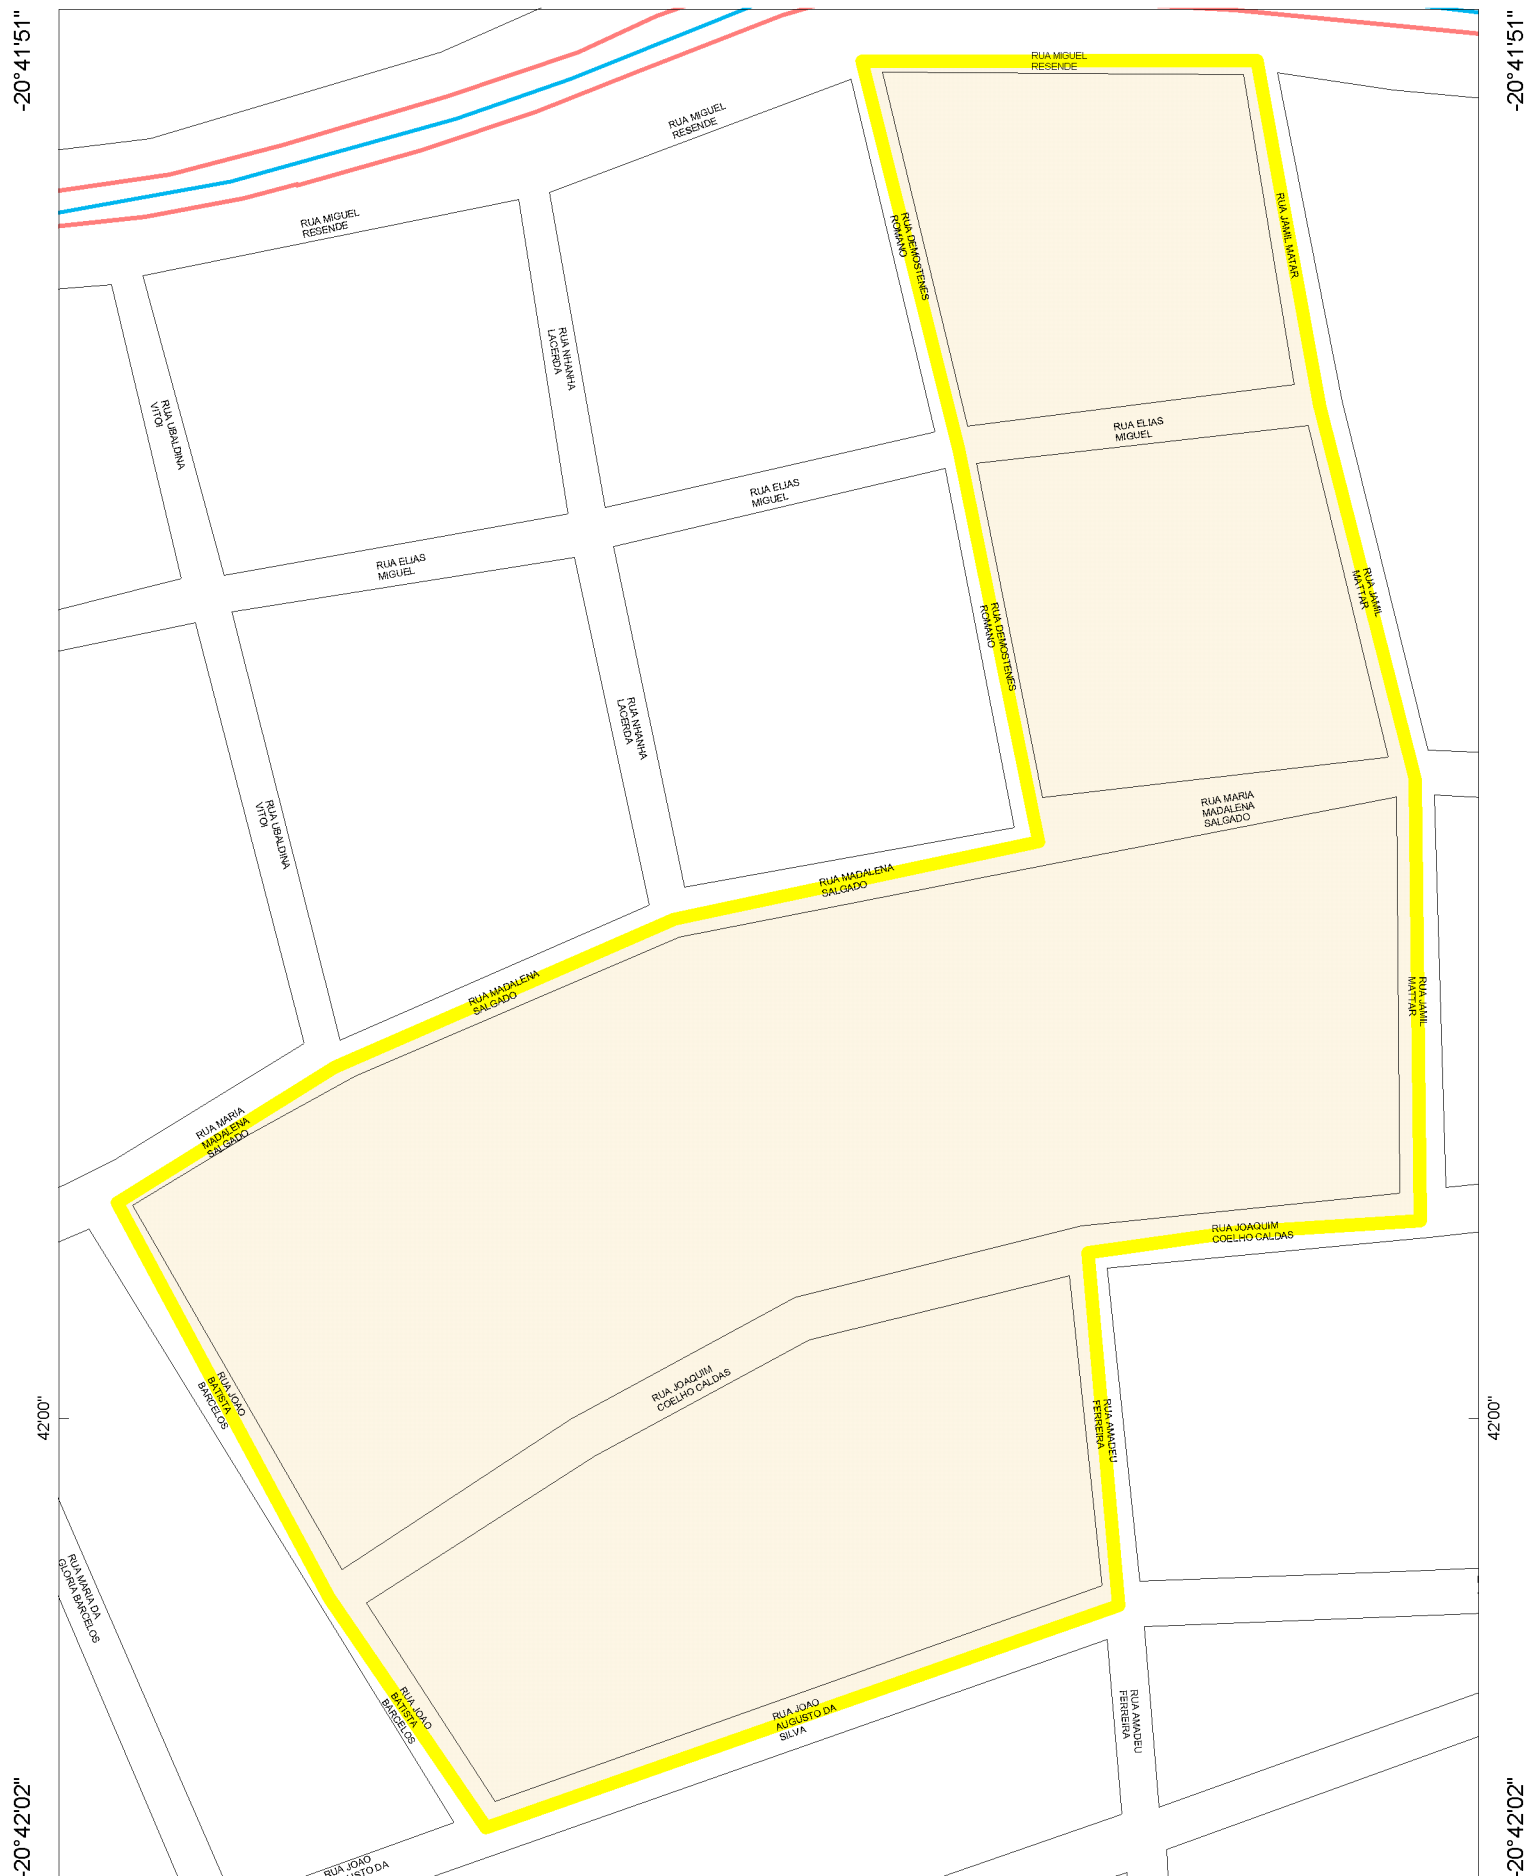 -20°41'51"
-20°41'51"
RUA MIGUEL
RESENDE
RUA MIGUEL
RESENDE
RUA MIGUEL
RESENDE
RUA DEMOSTENES
ROMANO
RUA JAMIL MATAR
RUA NHANHA
LACERDA
RUA UBALDINA
VITOI
RUA ELIAS
MIGUEL
RUA ELIAS
MIGUEL
RUA ELIAS
MIGUEL
RUA JAMIL
MATTAR
RUA DEMOSTENES
ROMANO
RUA NHANHA
LACERDA
RUA UBALDINA
VITOI
RUA MARIA
MADALENA
SALGADO
RUA MADALENA
SALGADO
RUA MADALENA
SALGADO
RUA JAMIL
MATTAR
RUA MARIA
MADALENA
SALGADO
RUA JOAQUIM
COELHO CALDAS
RUA JOAO
BATISTA
BARCELOS
RUA JOAQUIM
COELHO CALDAS
RUA AMADEU
FERREIRA
42'00"
42'00"
RUA MARIA DA
GLORIA BARCELOS
RUA JOAO
BATISTA
BARCELOS
RUA JOAO
AUGUSTO DA
SILVA
RUA AMADEU
FERREIRA
-20°42'02"
-20°42'02"
RUA JOAO
USTO DA